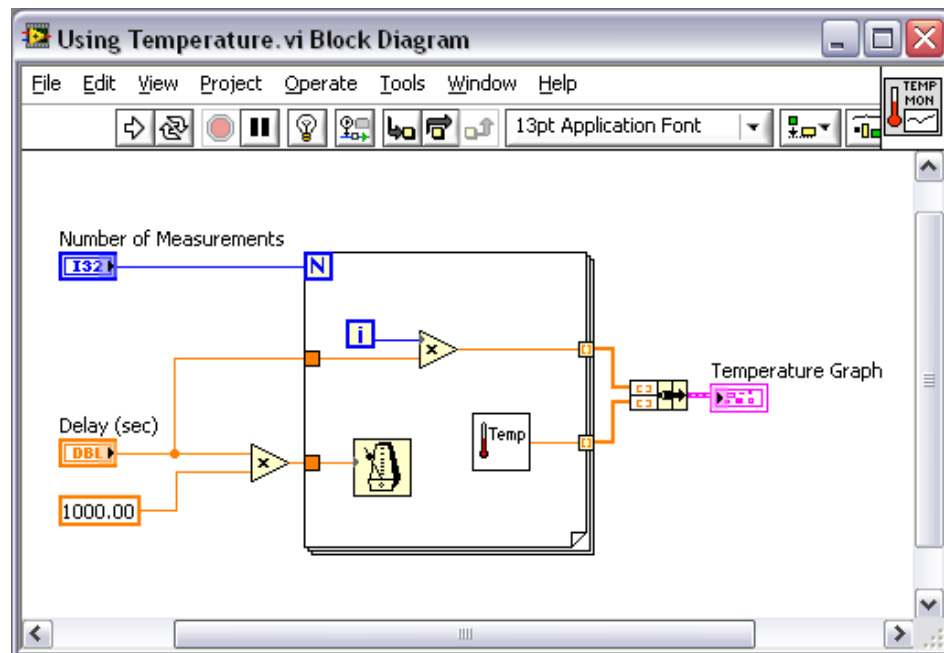 Using Temperature.vi Block Diagram
File Edit View Project Operate Tools Window Help
TEMP
MON
13pt Application Font
Number of Measurements
I32
N
i
x
Temperature Graph
Delay (sec)
DBL
x
Temp
1000.00